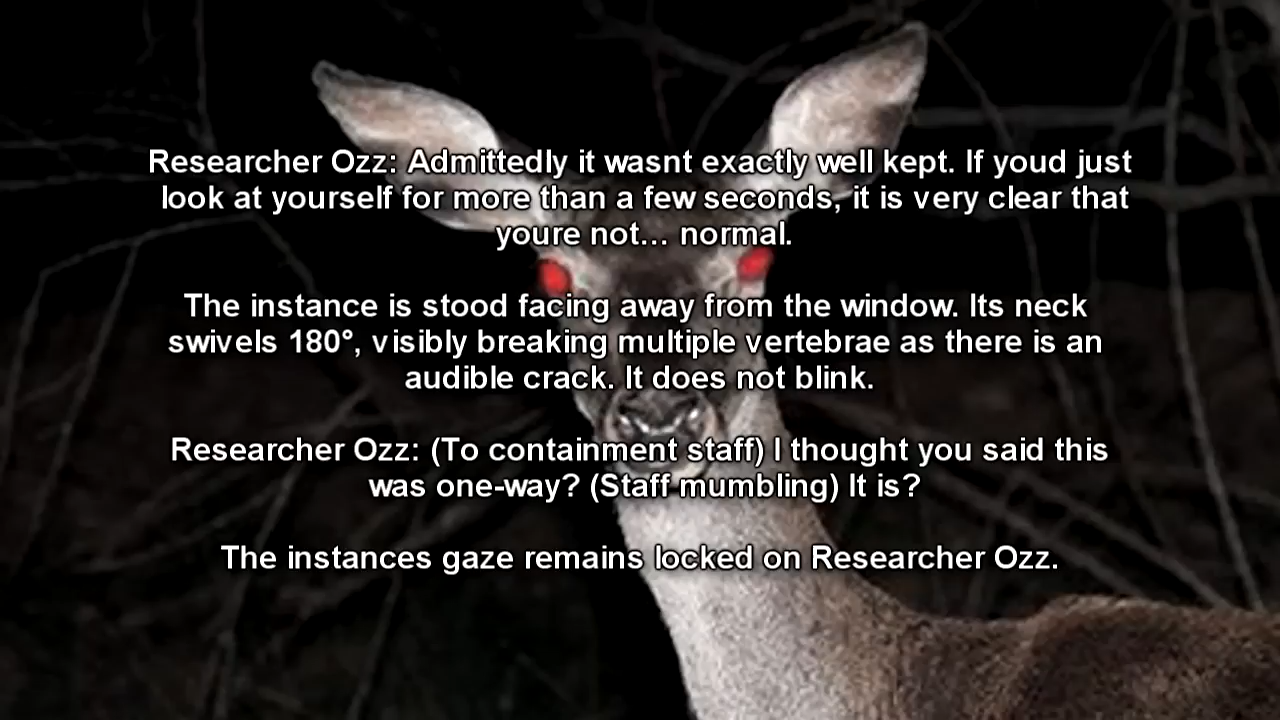 Researcher Ozz: Admittedly it wasnt exactly well kept. If youd just
look at yourself for more than a few seconds, it is very clear that
youre not... normal.
The instance is stood facing away from the window. Its neck
swivels 180°, visibly breaking multiple vertebrae as there is an
audible crack. It does not blink.
Researcher Ozz: (To containment staff) I thought you said this
was one-way? (Staff mumbling) It is?
The instances gaze remains locked on Researcher Ozz.